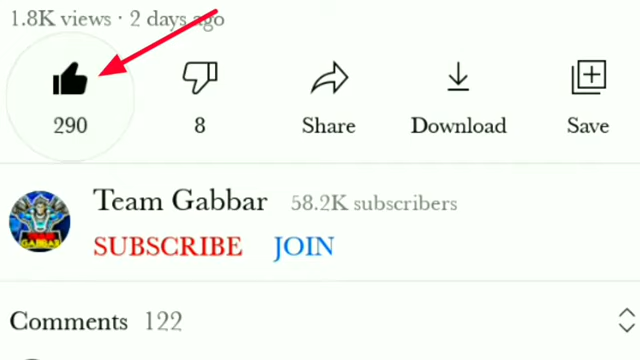 1.8K views · 2 days ago
290 8 Share Download Save
Team Gabbar 58.2K subscribers
GABBAR
SUBSCRIBE JOIN
Comments 122